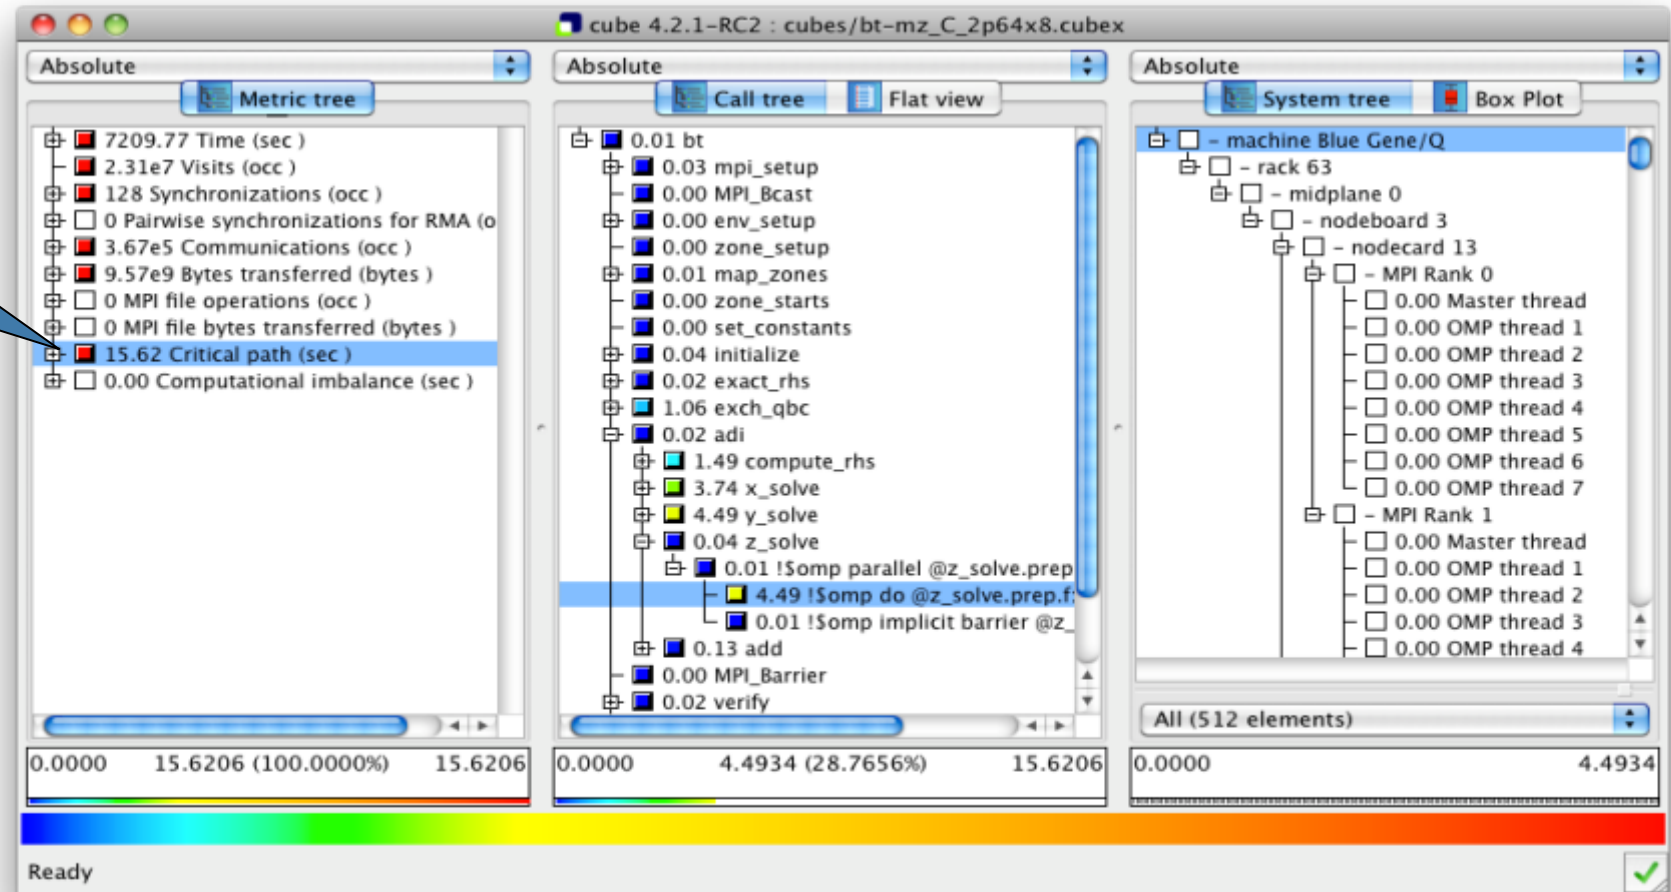 cube 4.2.1-RC2 : cubes/bt-mz_C_2p64x8.cubex
Absolute
Metric tree
7209.77 Time (sec )
2.31e7 Visits (occ )
128 Synchronizations (occ )
0 Pairwise synchronizations for RMA (o
3.67e5 Communications (occ )
9.57e9 Bytes transferred (bytes )
0 MPI file operations (occ )
0 MPI file bytes transferred (bytes )
15.62 Critical path (sec )
0.00 Computational imbalance (sec )
0.0000 15.6206 (100.0000%) 15.6206
Absolute
Call tree Flat view
0.01 bt
0.03 mpi_setup
0.00 MPI_Bcast
0.00 env_setup
0.00 zone_setup
0.01 map_zones
0.00 zone_starts
0.00 set_constants
0.04 initialize
0.02 exact_rhs
1.06 exch_qbc
0.02 adi
1.49 compute_rhs
3.74 x_solve
4.49 y_solve
0.04 z_solve
0.01 !$omp parallel @z_solve.prep
4.49 !$omp do @z_solve.prep.f:
0.01 !$omp implicit barrier @z_
0.13 add
0.00 MPI_Barrier
0.02 verify
0.0000 4.4934 (28.7656%) 15.6206
Absolute
System tree Box Plot
- machine Blue Gene/Q
- rack 63
- midplane 0
- nodeboard 3
- nodecard 13
- MPI Rank 0
0.00 Master thread
0.00 OMP thread 1
0.00 OMP thread 2
0.00 OMP thread 3
0.00 OMP thread 4
0.00 OMP thread 5
0.00 OMP thread 6
0.00 OMP thread 7
- MPI Rank 1
0.00 Master thread
0.00 OMP thread 1
0.00 OMP thread 2
0.00 OMP thread 3
0.00 OMP thread 4
All (512 elements)
0.0000 4.4934
Ready